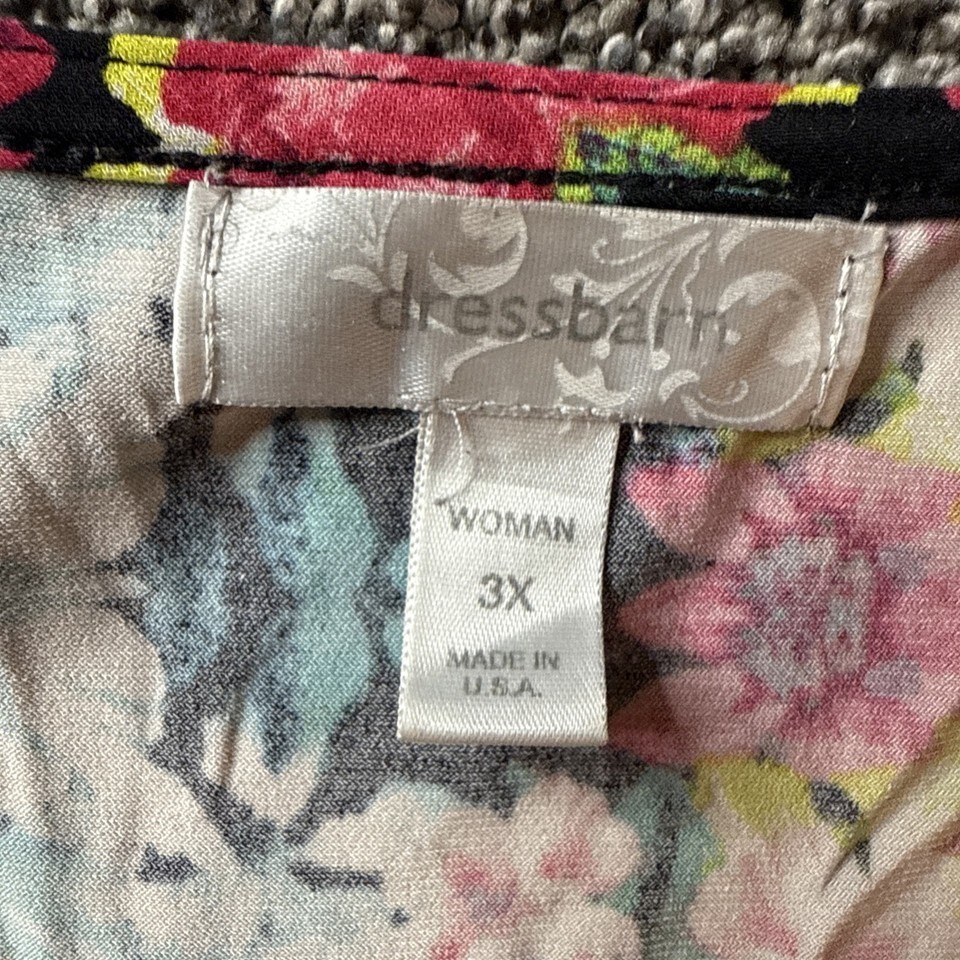 dressbarn
WOMAN
3X
MADE IN
U.S.A.